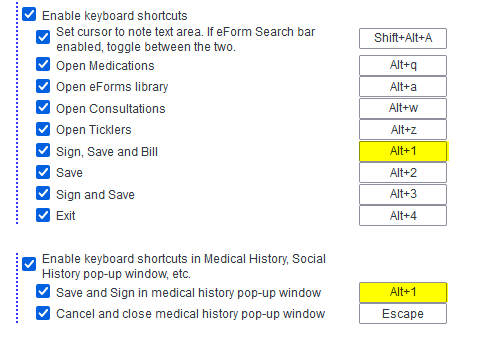 Enable keyboard shortcuts
Set cursor to note text area. If eForm Search bar
enabled, toggle between the two.
Shift+Alt+A
Open Medications
Alt+q
Open eForms library
Alt+a
Open Consultations
Alt+w
Open Ticklers
Alt+z
Sign, Save and Bill
Alt+1
Save
Alt+2
Sign and Save
Alt+3
Exit
Alt+4
Enable keyboard shortcuts in Medical History, Social
History pop-up window, etc.
Save and Sign in medical history pop-up window
Alt+1
Cancel and close medical history pop-up window
Escape